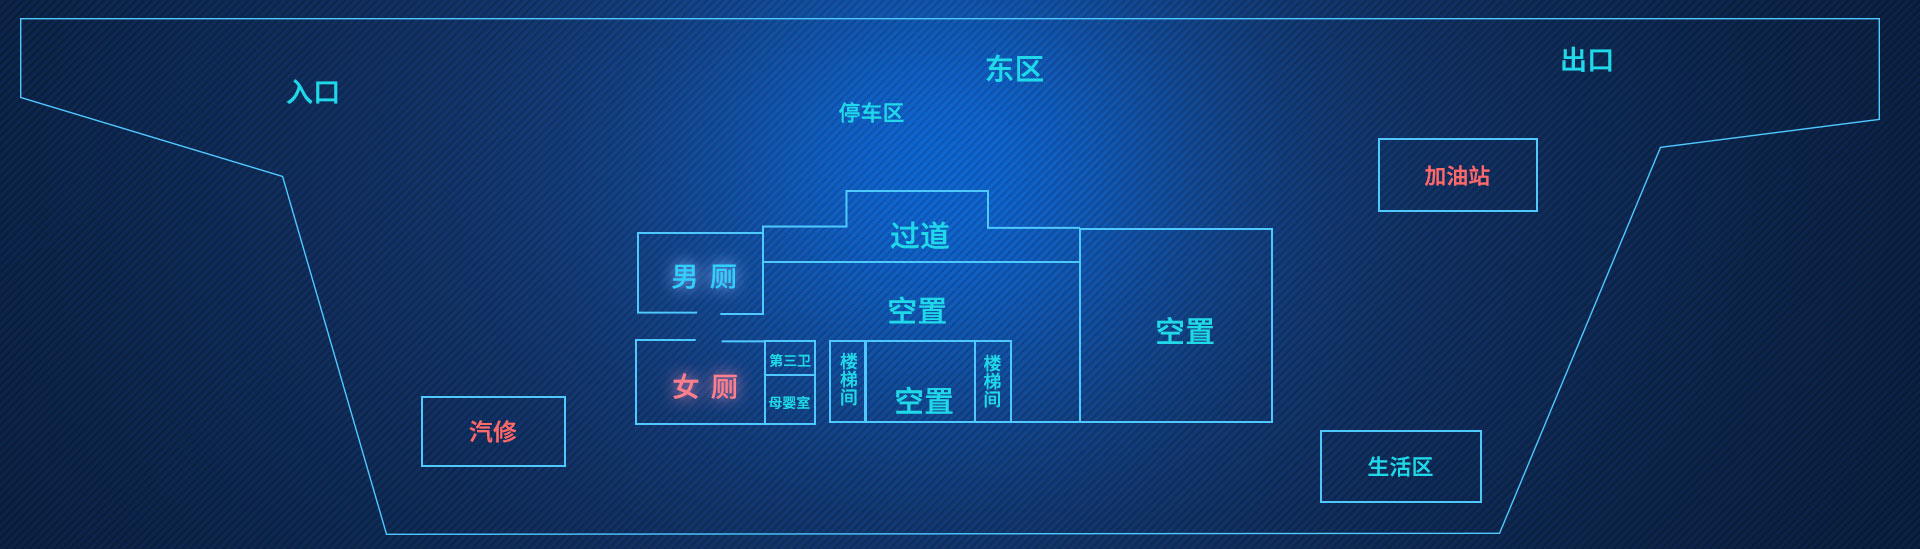 入口
东区
出口
停车区
加油站
过道
男 厕
空置
空置
第三卫
楼梯间
楼梯间
女 厕
空置
母婴室
汽修
生活区